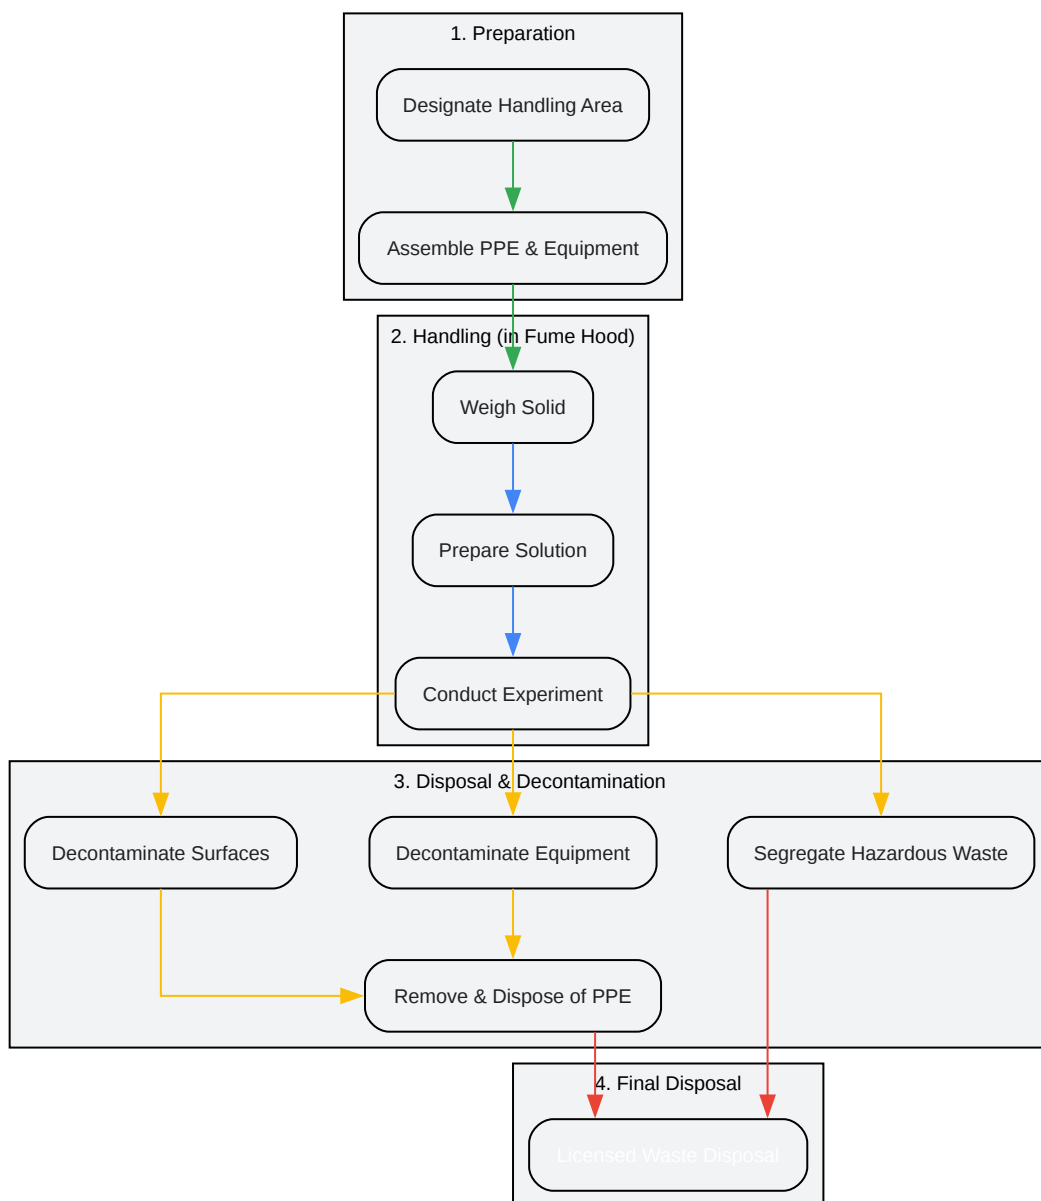 1. Preparation
Designate Handling Area
Assemble PPE & Equipment
2. Handling (in Fume Hood)
Weigh Solid
Prepare Solution
Conduct Experiment
3. Disposal & Decontamination
Decontaminate Surfaces
Decontaminate Equipment
Segregate Hazardous Waste
Remove & Dispose of PPE
4. Final Disposal
Licensed Waste Disposal